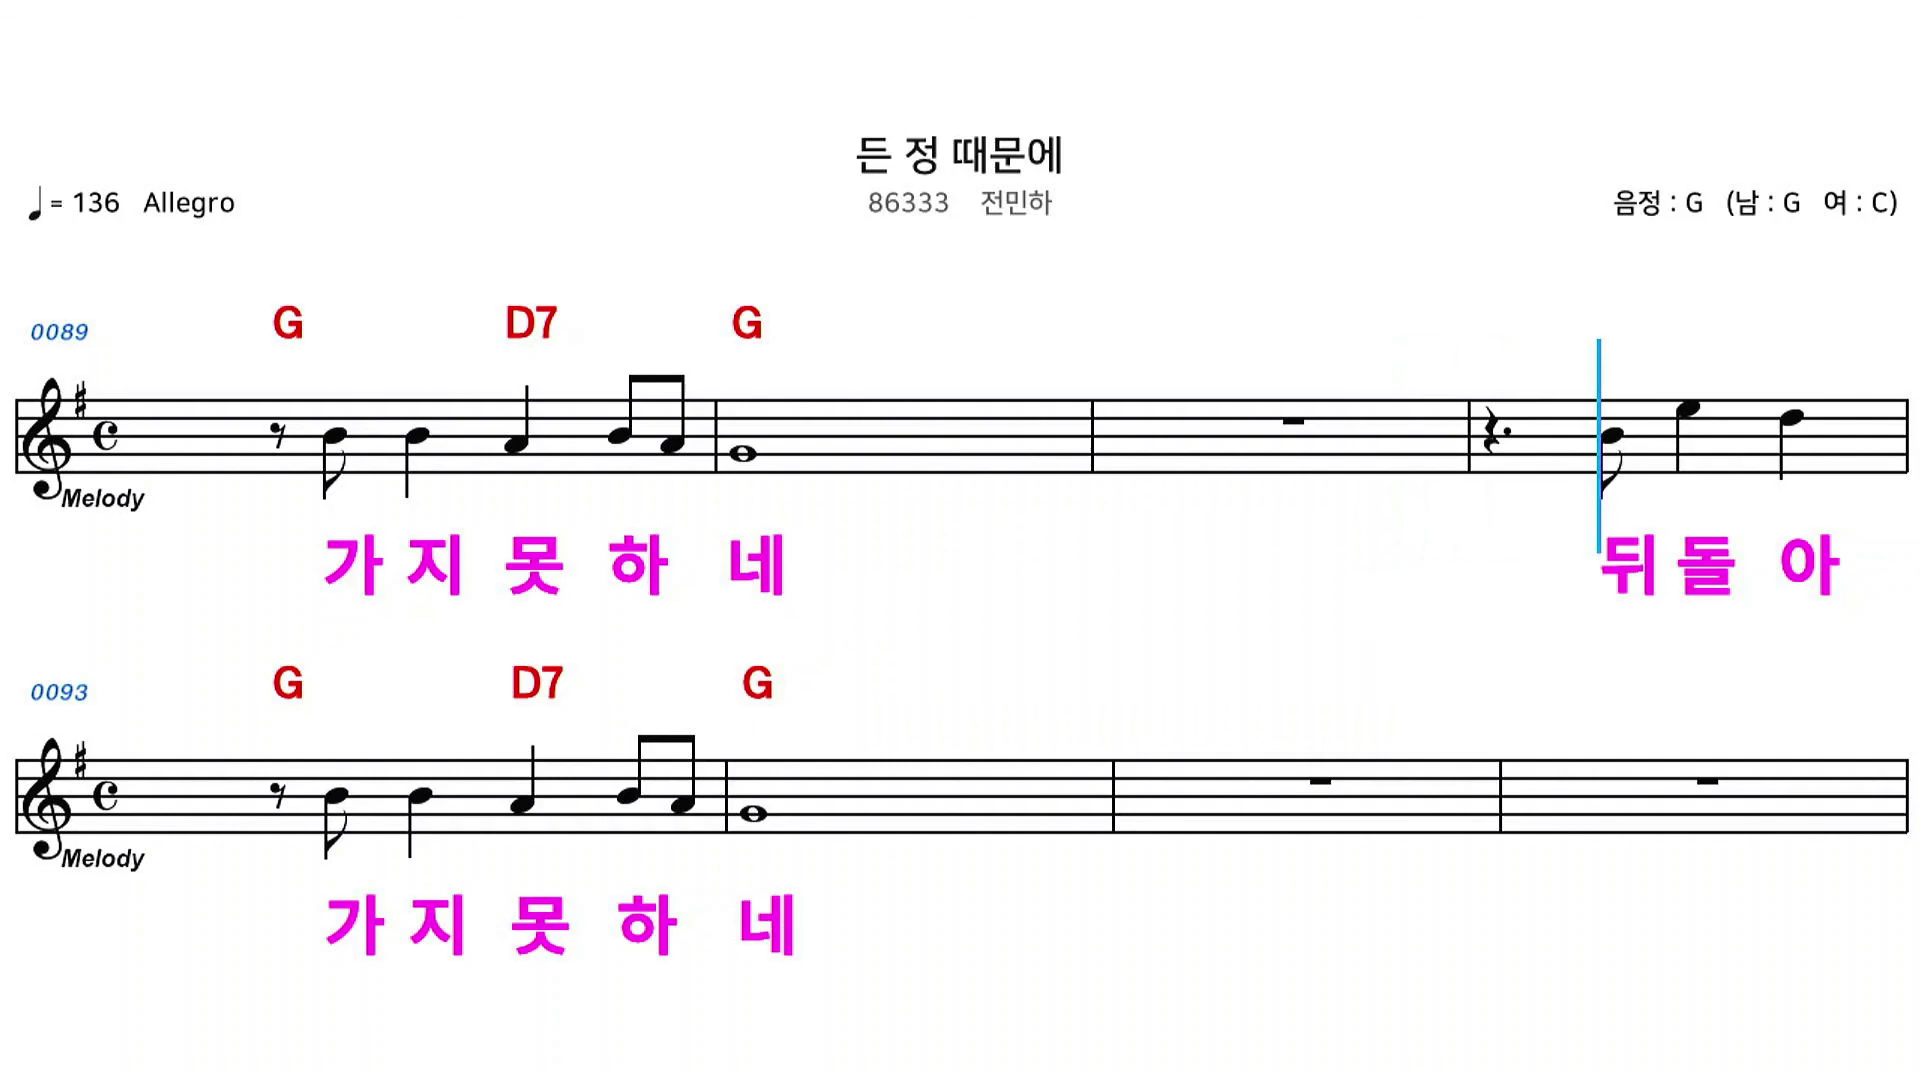 든 정 때문에
= 136 Allegro 86333 전민하 음정 : G (남 : G 여 : C)
0089 G D7 G
Melody
가 지 못 하 네 뒤 돌 아
0093 G D7 G
Melody
가 지 못 하 네